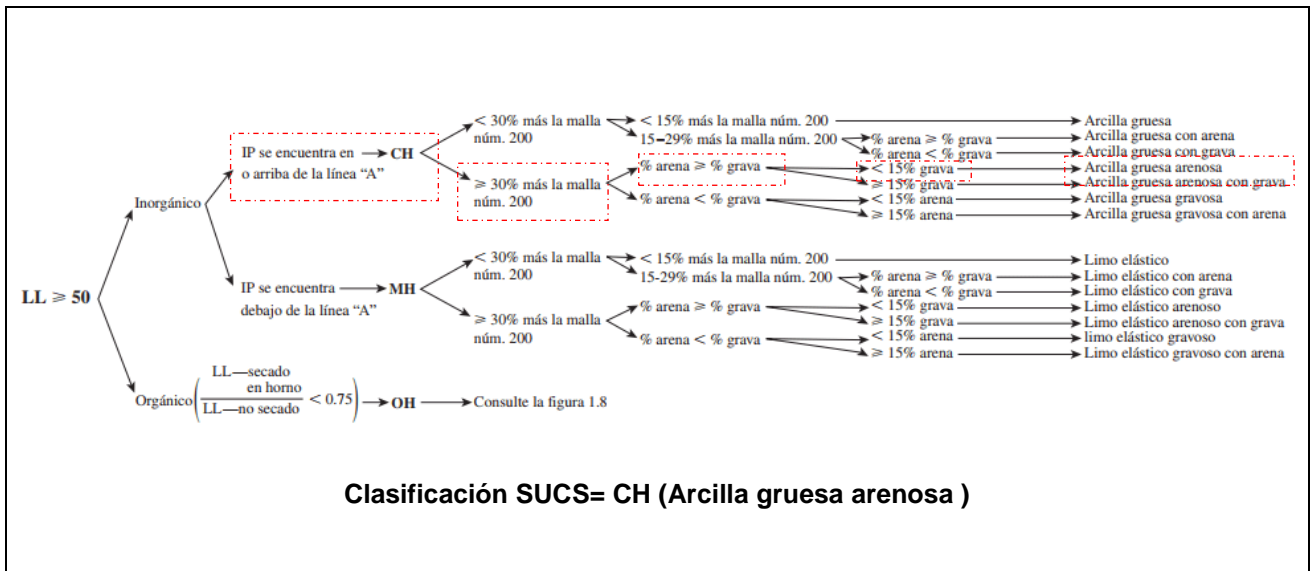 < 30% más la malla
núm. 200
< 15% más la malla núm. 200
Arcilla gruesa
15–29% más la malla núm. 200
% arena ≥ % grava
Arcilla gruesa con arena
% arena < % grava
Arcilla gruesa con grava
IP se encuentra en
o arriba de la línea “A”
CH
≥ 30% más la malla
núm. 200
% arena ≥ % grava
< 15% grava
Arcilla gruesa arenosa
≥ 15% grava
Arcilla gruesa arenosa con grava
% arena < % grava
< 15% arena
Arcilla gruesa gravosa
≥ 15% arena
Arcilla gruesa gravosa con arena
Inorgánico
LL ≥ 50
IP se encuentra
debajo de la línea “A”
MH
< 30% más la malla
núm. 200
< 15% más la malla núm. 200
Limo elástico
15-29% más la malla núm. 200
% arena ≥ % grava
Limo elástico con arena
% arena < % grava
Limo elástico con grava
≥ 30% más la malla
núm. 200
% arena ≥ % grava
< 15% grava
Limo elástico arenoso
≥ 15% grava
Limo elástico arenoso con grava
% arena < % grava
< 15% arena
limo elástico gravoso
≥ 15% arena
Limo elástico gravoso con arena
Orgánico
LL—secado
en horno
LL—no secado
< 0.75
OH
Consulte la figura 1.8
Clasificación SUCS= CH (Arcilla gruesa arenosa )